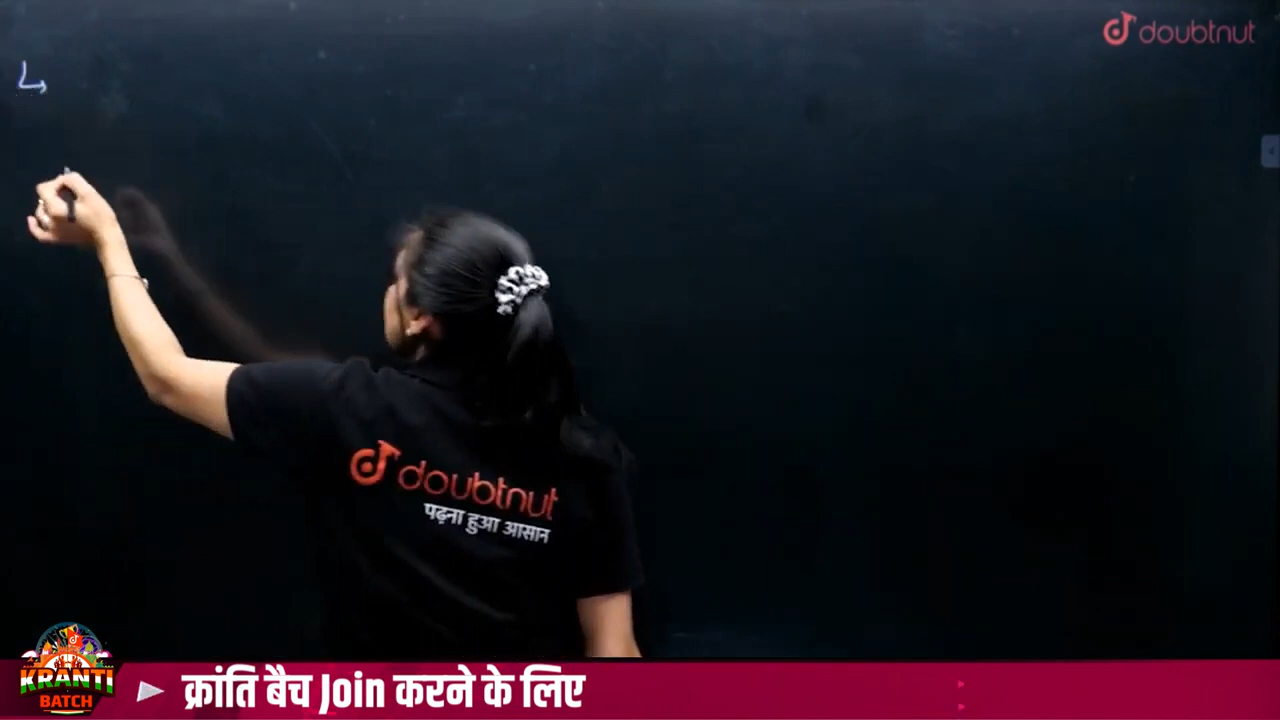 doubtnut
doubtnut
पढ़ना हुआ आसान
KRANTI
BATCH
क्रांति बैच Join करने के लिए